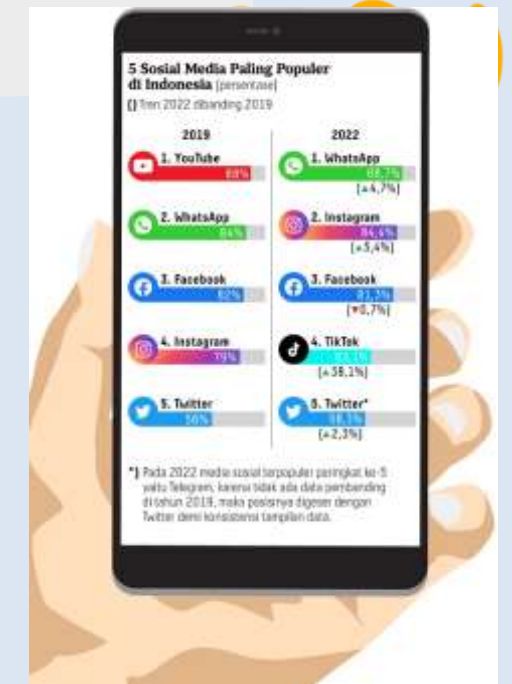 5 Sosial Media Paling Populer
di Indonesia (persentase)
() Tren 2022 dibanding 2019
2019
1. YouTube
88%
2. WhatsApp
84%
3. Facebook
82%
4. Instagram
79%
5. Twitter
56%
2022
1. WhatsApp
88,7%
(▲4,7%)
2. Instagram
84,4%
(▲5,4%)
3. Facebook
81,3%
(▼0,7%)
4. TikTok
(▲38,1%)
5. Twitter*
58,3%
(▲2,3%)
*) Pada 2022 media sosial terpopuler peringkat ke-5
yaitu Telegram, karena tidak ada data pembanding
di tahun 2019, maka posisinya digeser dengan
Twitter demi konsistensi tampilan data.